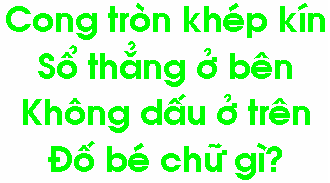 Cong tròn khép kín
Sổ thẳng ở bên
Không dấu ở trên
Đố bé chữ gì?